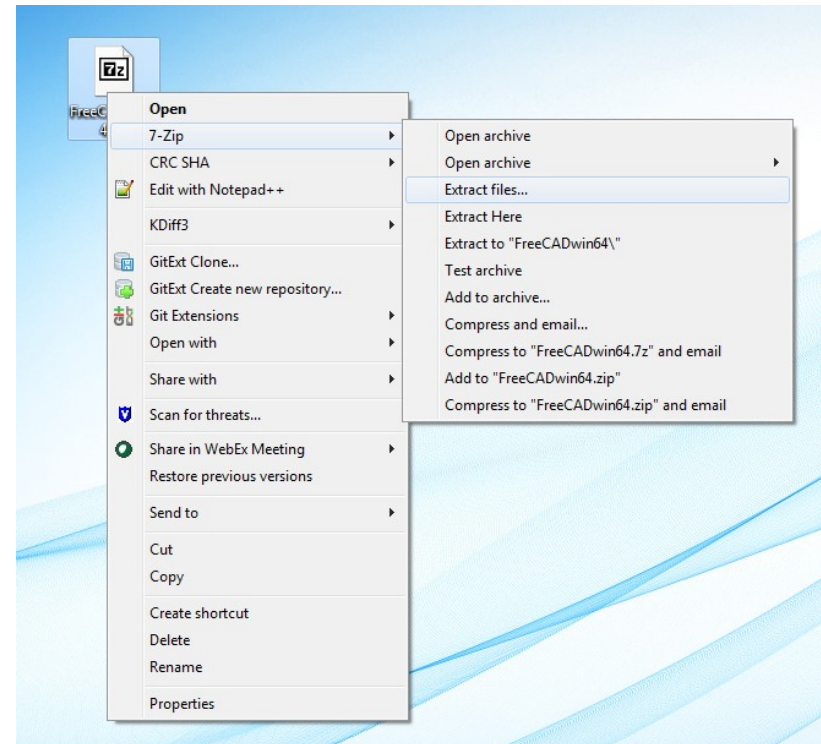 7z
FreeC
4
Open
7-Zip
CRC SHA
Edit with Notepad++
KDiff3
GitExt Clone...
GitExt Create new repository...
Git Extensions
Open with
Share with
Scan for threats...
Share in WebEx Meeting
Restore previous versions
Send to
Cut
Copy
Create shortcut
Delete
Rename
Properties
Open archive
Open archive
Extract files...
Extract Here
Extract to "FreeCADwin64\"
Test archive
Add to archive...
Compress and email...
Compress to "FreeCADwin64.7z" and email
Add to "FreeCADwin64.zip"
Compress to "FreeCADwin64.zip" and email